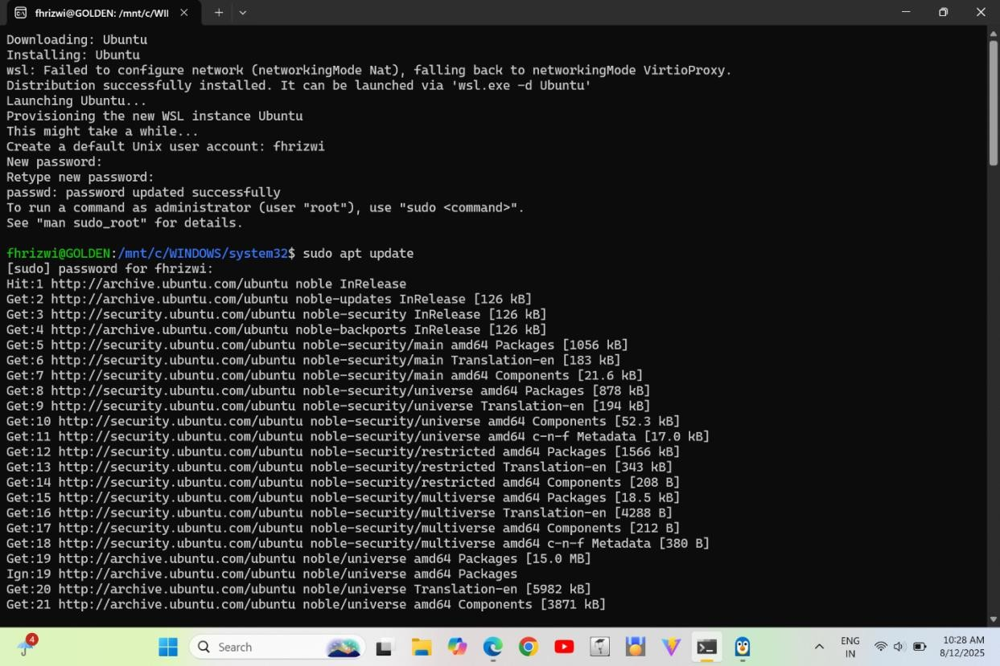 fhrizwi@GOLDEN: /mnt/c/WII
Downloading: Ubuntu
Installing: Ubuntu
wsl: Failed to configure network (networkingMode Nat), falling back to networkingMode VirtioProxy.
Distribution successfully installed. It can be launched via 'wsl.exe -d Ubuntu'
Launching Ubuntu...
Provisioning the new WSL instance Ubuntu
This might take a while...
Create a default Unix user account: fhrizwi
New password:
Retype new password:
passwd: password updated successfully
To run a command as administrator (user "root"), use "sudo <command>".
See "man sudo_root" for details.
fhrizwi@GOLDEN:/mnt/c/WINDOWS/system32$ sudo apt update
[sudo] password for fhrizwi:
Hit:1 http://archive.ubuntu.com/ubuntu noble InRelease
Get:2 http://archive.ubuntu.com/ubuntu noble-updates InRelease [126 kB]
Get:3 http://security.ubuntu.com/ubuntu noble-security InRelease [126 kB]
Get:4 http://archive.ubuntu.com/ubuntu noble-backports InRelease [126 kB]
Get:5 http://security.ubuntu.com/ubuntu noble-security/main amd64 Packages [1056 kB]
Get:6 http://security.ubuntu.com/ubuntu noble-security/main Translation-en [183 kB]
Get:7 http://security.ubuntu.com/ubuntu noble-security/main amd64 Components [21.6 kB]
Get:8 http://security.ubuntu.com/ubuntu noble-security/universe amd64 Packages [878 kB]
Get:9 http://security.ubuntu.com/ubuntu noble-security/universe Translation-en [194 kB]
Get:10 http://security.ubuntu.com/ubuntu noble-security/universe amd64 Components [52.3 kB]
Get:11 http://security.ubuntu.com/ubuntu noble-security/universe amd64 c-n-f Metadata [17.0 kB]
Get:12 http://security.ubuntu.com/ubuntu noble-security/restricted amd64 Packages [1566 kB]
Get:13 http://security.ubuntu.com/ubuntu noble-security/restricted Translation-en [343 kB]
Get:14 http://security.ubuntu.com/ubuntu noble-security/restricted amd64 Components [208 B]
Get:15 http://security.ubuntu.com/ubuntu noble-security/multiverse amd64 Packages [18.5 kB]
Get:16 http://security.ubuntu.com/ubuntu noble-security/multiverse Translation-en [4288 B]
Get:17 http://security.ubuntu.com/ubuntu noble-security/multiverse amd64 Components [212 B]
Get:18 http://security.ubuntu.com/ubuntu noble-security/multiverse amd64 c-n-f Metadata [380 B]
Get:19 http://archive.ubuntu.com/ubuntu noble/universe amd64 Packages [15.0 MB]
Ign:19 http://archive.ubuntu.com/ubuntu noble/universe amd64 Packages
Get:20 http://archive.ubuntu.com/ubuntu noble/universe Translation-en [5982 kB]
Get:21 http://archive.ubuntu.com/ubuntu noble/universe amd64 Components [3871 kB]
4
Search
ENG
IN
10:28 AM
8/12/2025